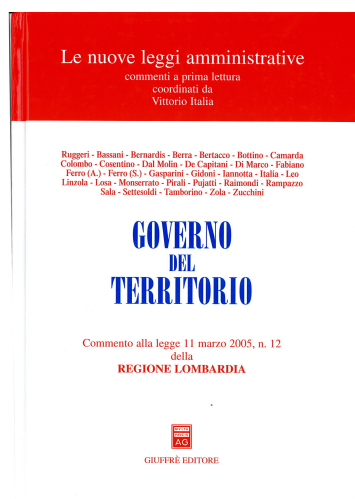 Le nuove leggi amministrative
commenti a prima lettura
coordinati da
Vittorio Italia
Ruggeri - Bassani - Bernardis - Berra - Bertacco - Bottino - Camarda
Colombo - Cosentino - Dal Molin - De Capitani - Di Marco - Fabiano
Ferro (A.) - Ferro (S.) - Gasparini - Gidoni - Iannotta - Italia - Leo
Linzola - Losa - Monserrato - Pirali - Pujatti - Raimondi - Rampazzo
Sala - Settesoldi - Tamborino - Zola - Zucchini
GOVERNO
DEL
TERRITORIO
Commento alla legge 11 marzo 2005, n. 12
della
REGIONE LOMBARDIA
MULTA
PAUCIS
AG
GIUFFRÈ EDITORE